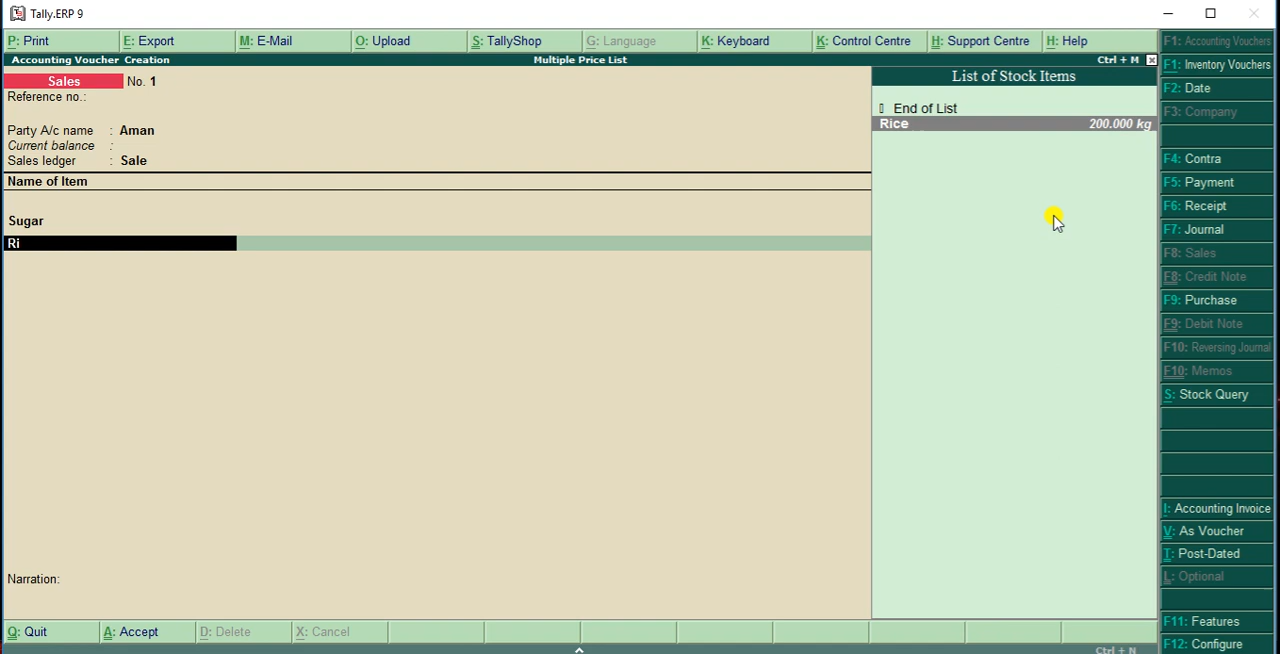 Tally.ERP 9
P: Print E: Export M: E-Mail O: Upload S: TallyShop G: Language K: Keyboard K: Control Centre H: Support Centre H: Help
Accounting Voucher Creation Multiple Price List Ctrl + M
Sales No. 1
Reference no.:
Party A/c name : Aman
Current balance :
Sales ledger : Sale
Name of Item
Sugar
Ri
Narration:
List of Stock Items
End of List
Rice 200.000 kg
F1: Accounting Vouchers
F1: Inventory Vouchers
F2: Date
F3: Company
F4: Contra
F5: Payment
F6: Receipt
F7: Journal
F8: Sales
F8: Credit Note
F9: Purchase
F9: Debit Note
F10: Reversing Journal
F10: Memos
S: Stock Query
I: Accounting Invoice
V: As Voucher
T: Post-Dated
L: Optional
F11: Features
F12: Configure
Q: Quit A: Accept D: Delete X: Cancel
Ctrl + N